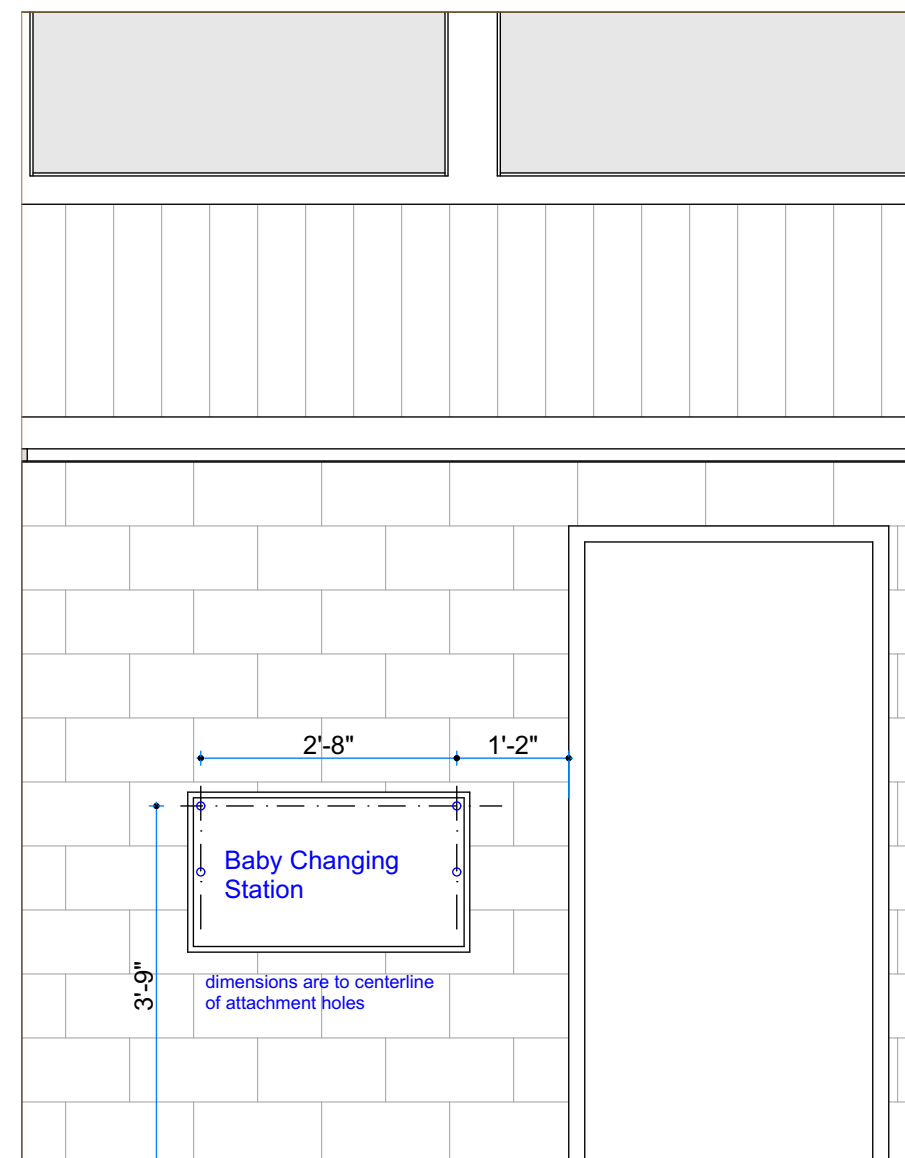 2'-8"
1'-2"
Baby Changing
Station
3'-9"
dimensions are to centerline
of attachment holes